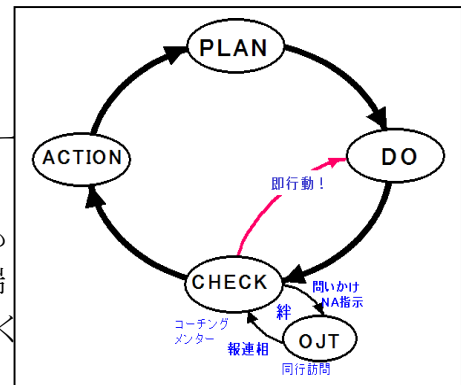 PLAN
DO
ACTION
即行動！
CHECK
問いかけ
NA指示
絆
コーチング
メンター
報連相
OJT
同行訪問